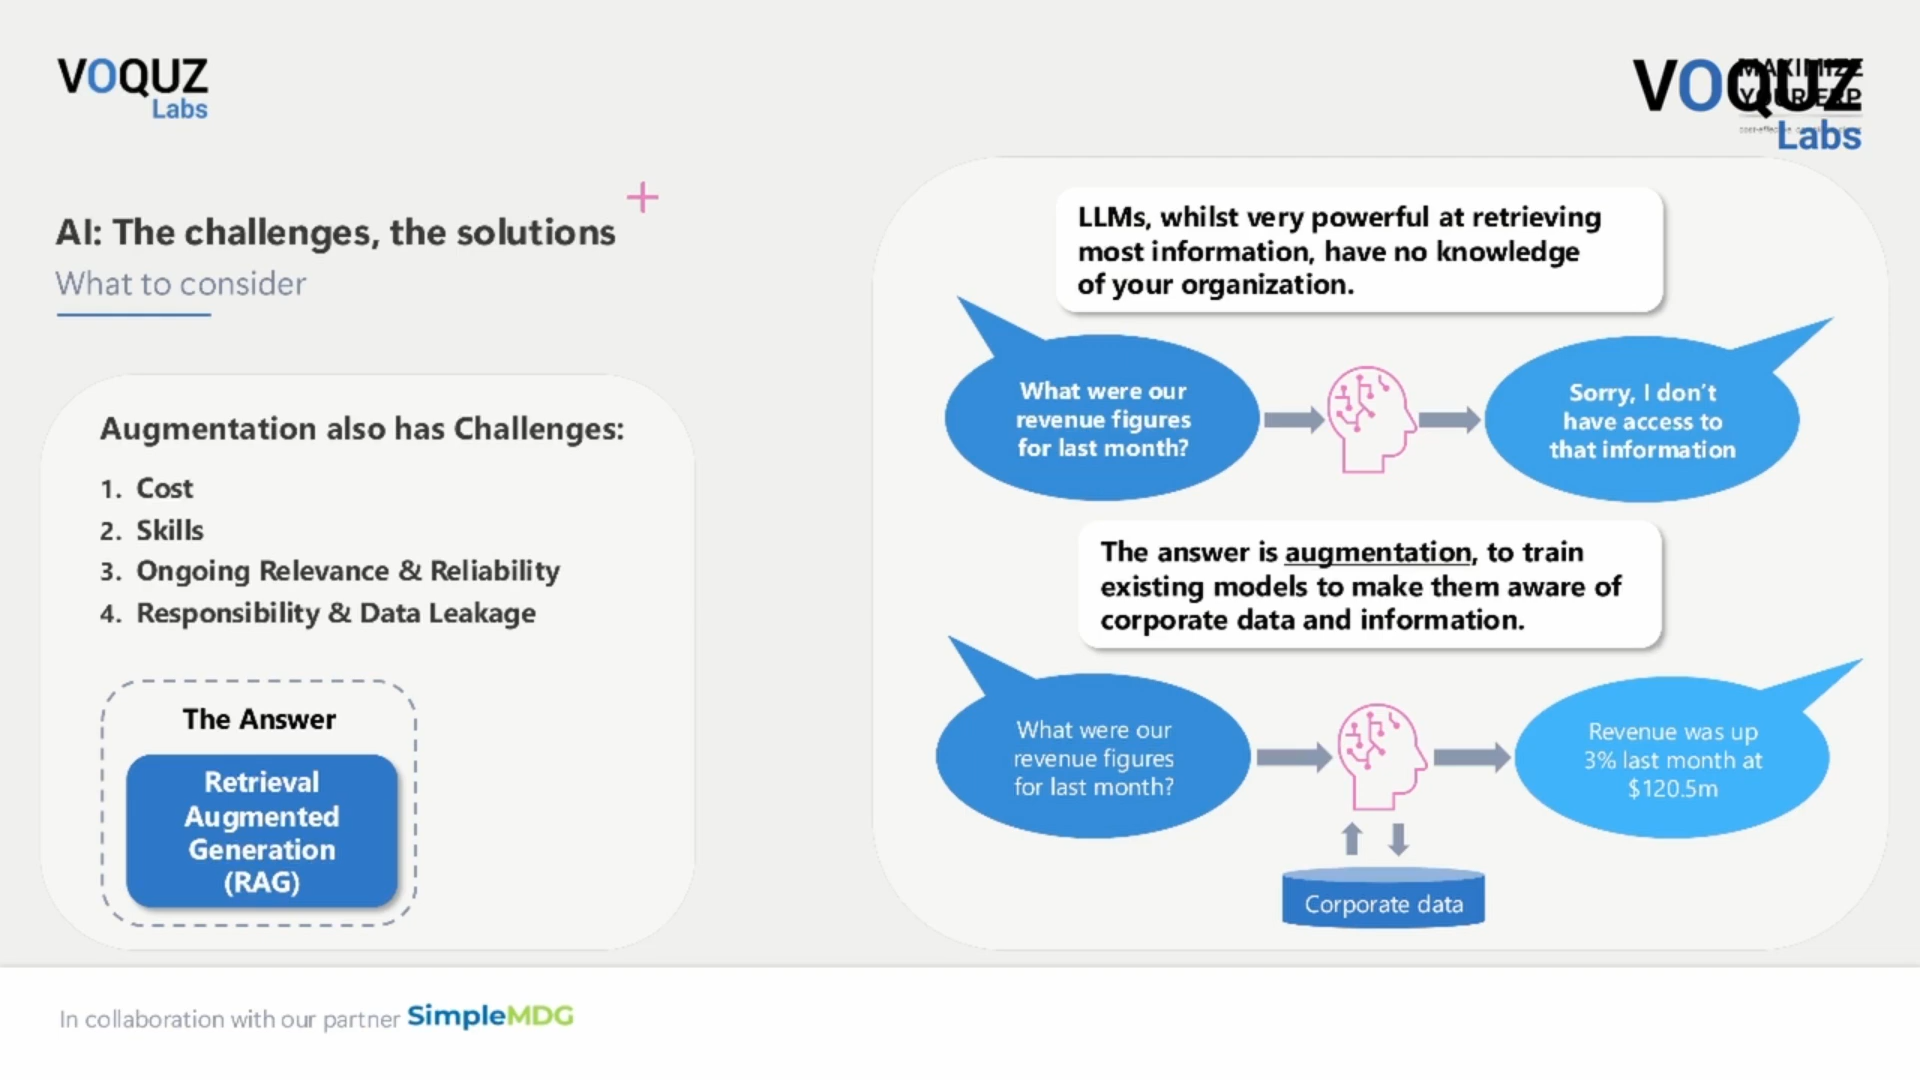 VOQUZ
Labs
VOQUZ
Labs
MAXIMIZE
YOUR ERP
AI: The challenges, the solutions
What to consider
Augmentation also has Challenges:
1. Cost
2. Skills
3. Ongoing Relevance & Reliability
4. Responsibility & Data Leakage
The Answer
Retrieval
Augmented
Generation
(RAG)
LLMs, whilst very powerful at retrieving
most information, have no knowledge
of your organization.
What were our
revenue figures
for last month?
Sorry, I don't
have access to
that information
The answer is augmentation, to train
existing models to make them aware of
corporate data and information.
What were our
revenue figures
for last month?
Revenue was up
3% last month at
$120.5m
Corporate data
In collaboration with our partner SimpleMDG